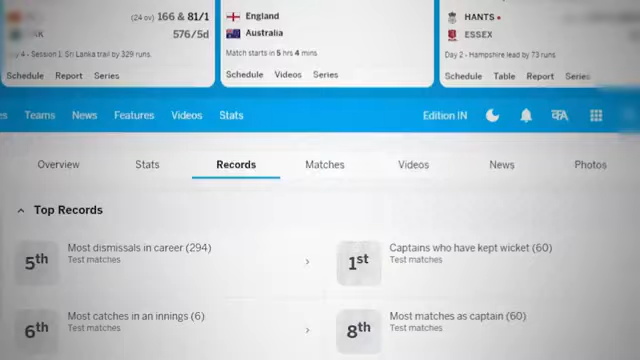 (24 ov) 166 & 81/1
576/5d
4 - Session 1: Sri Lanka trail by 329 runs.
Schedule Report Series
England
Australia
Match starts in 5 hrs 4 mins
Schedule Videos Series
HANTS
ESSEX
Day 2 - Hampshire lead by 73 runs
Schedule Table Report Series
Teams News Features Videos Stats Edition IN
Overview Stats Records Matches Videos News Photos
Top Records
5th
Most dismissals in career (294)
Test matches
1st
Captains who have kept wicket (60)
Test matches
6th
Most catches in an innings (6)
Test matches
8th
Most matches as captain (60)
Test matches